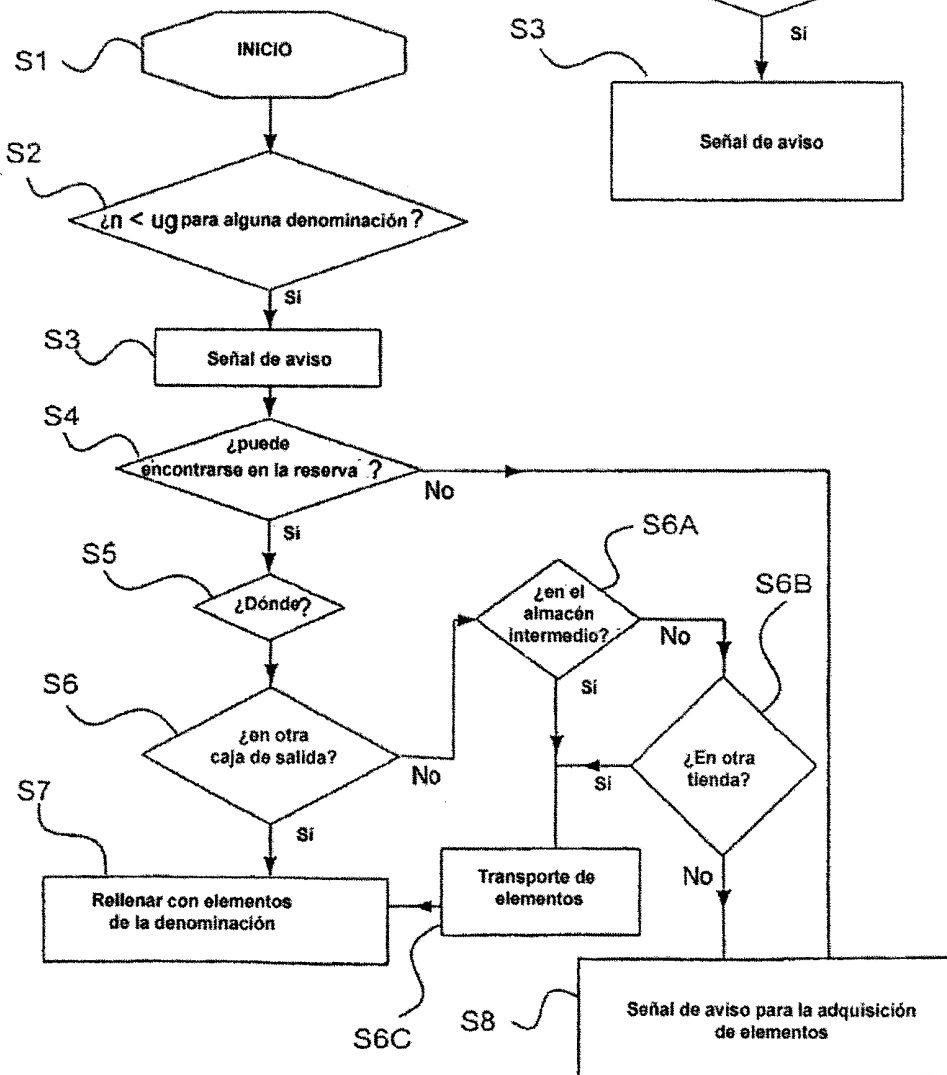 S1
INICIO
S3
Sí
Señal de aviso
S2
¿n < ug para alguna denominación?
Sí
S3
Señal de aviso
S4
¿puede
encontrarse en la reserva ?
No
Sí
S5
¿Dónde?
S6A
¿en el
almacén
intermedio?
No
Sí
S6B
S6
¿en otra
caja de salida?
No
Sí
¿En otra
tienda?
Sí
No
S7
Rellenar con elementos
de la denominación
Transporte de
elementos
S6C
S8
Señal de aviso para la adquisición
de elementos